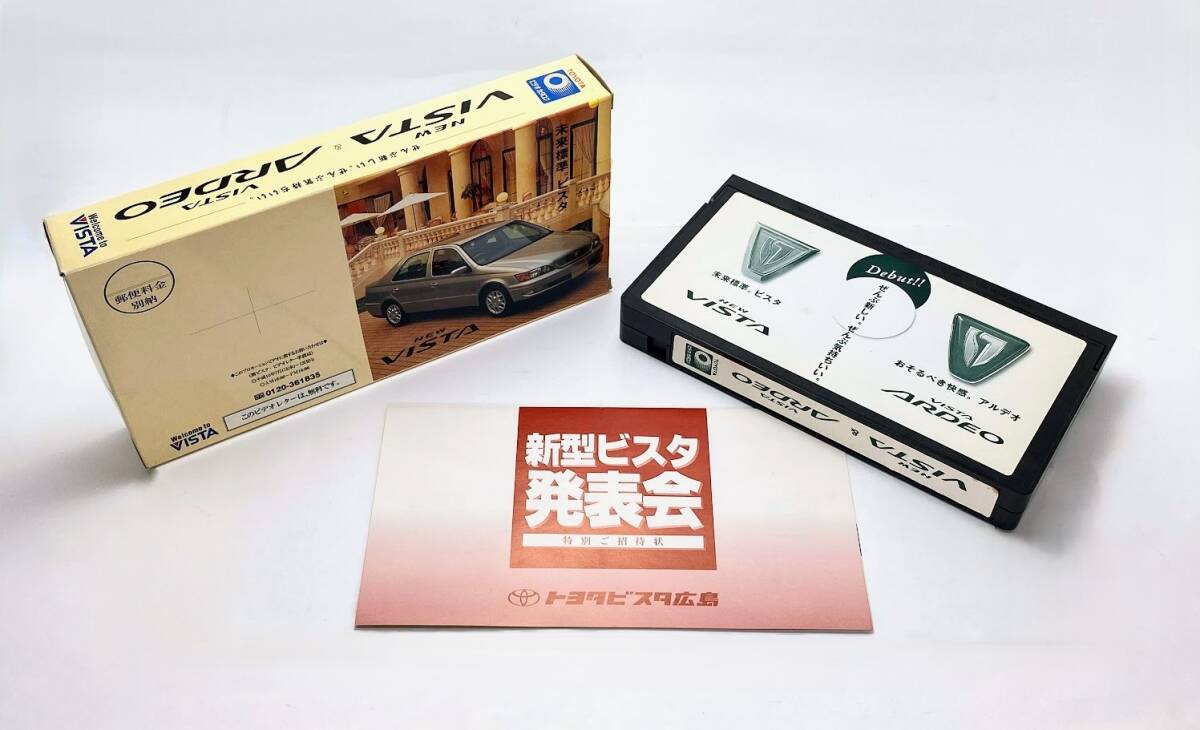 TOYOTA
NEW
VISTA
&
VISTA
ARDEO
ぜんぶ新しい。ぜんぶ気持ちいい。
Welcome to
VISTA
未来標準。ビスタ
NEW
VISTA
郵便料金
別納
0120-361835
このビデオレターは、無料です。
Welcome to
VISTA
Debut!!
ぜんぶ新しい。ぜんぶ気持ちいい。
未来標準。ビスタ
NEW
VISTA
おそるべき快感。アルデオ
VISTA
ARDEO
TOYOTA
NEW
VISTA
&
VISTA
ARDEO
新型ビスタ
発表会
特別ご招待状
トヨタビスタ広島